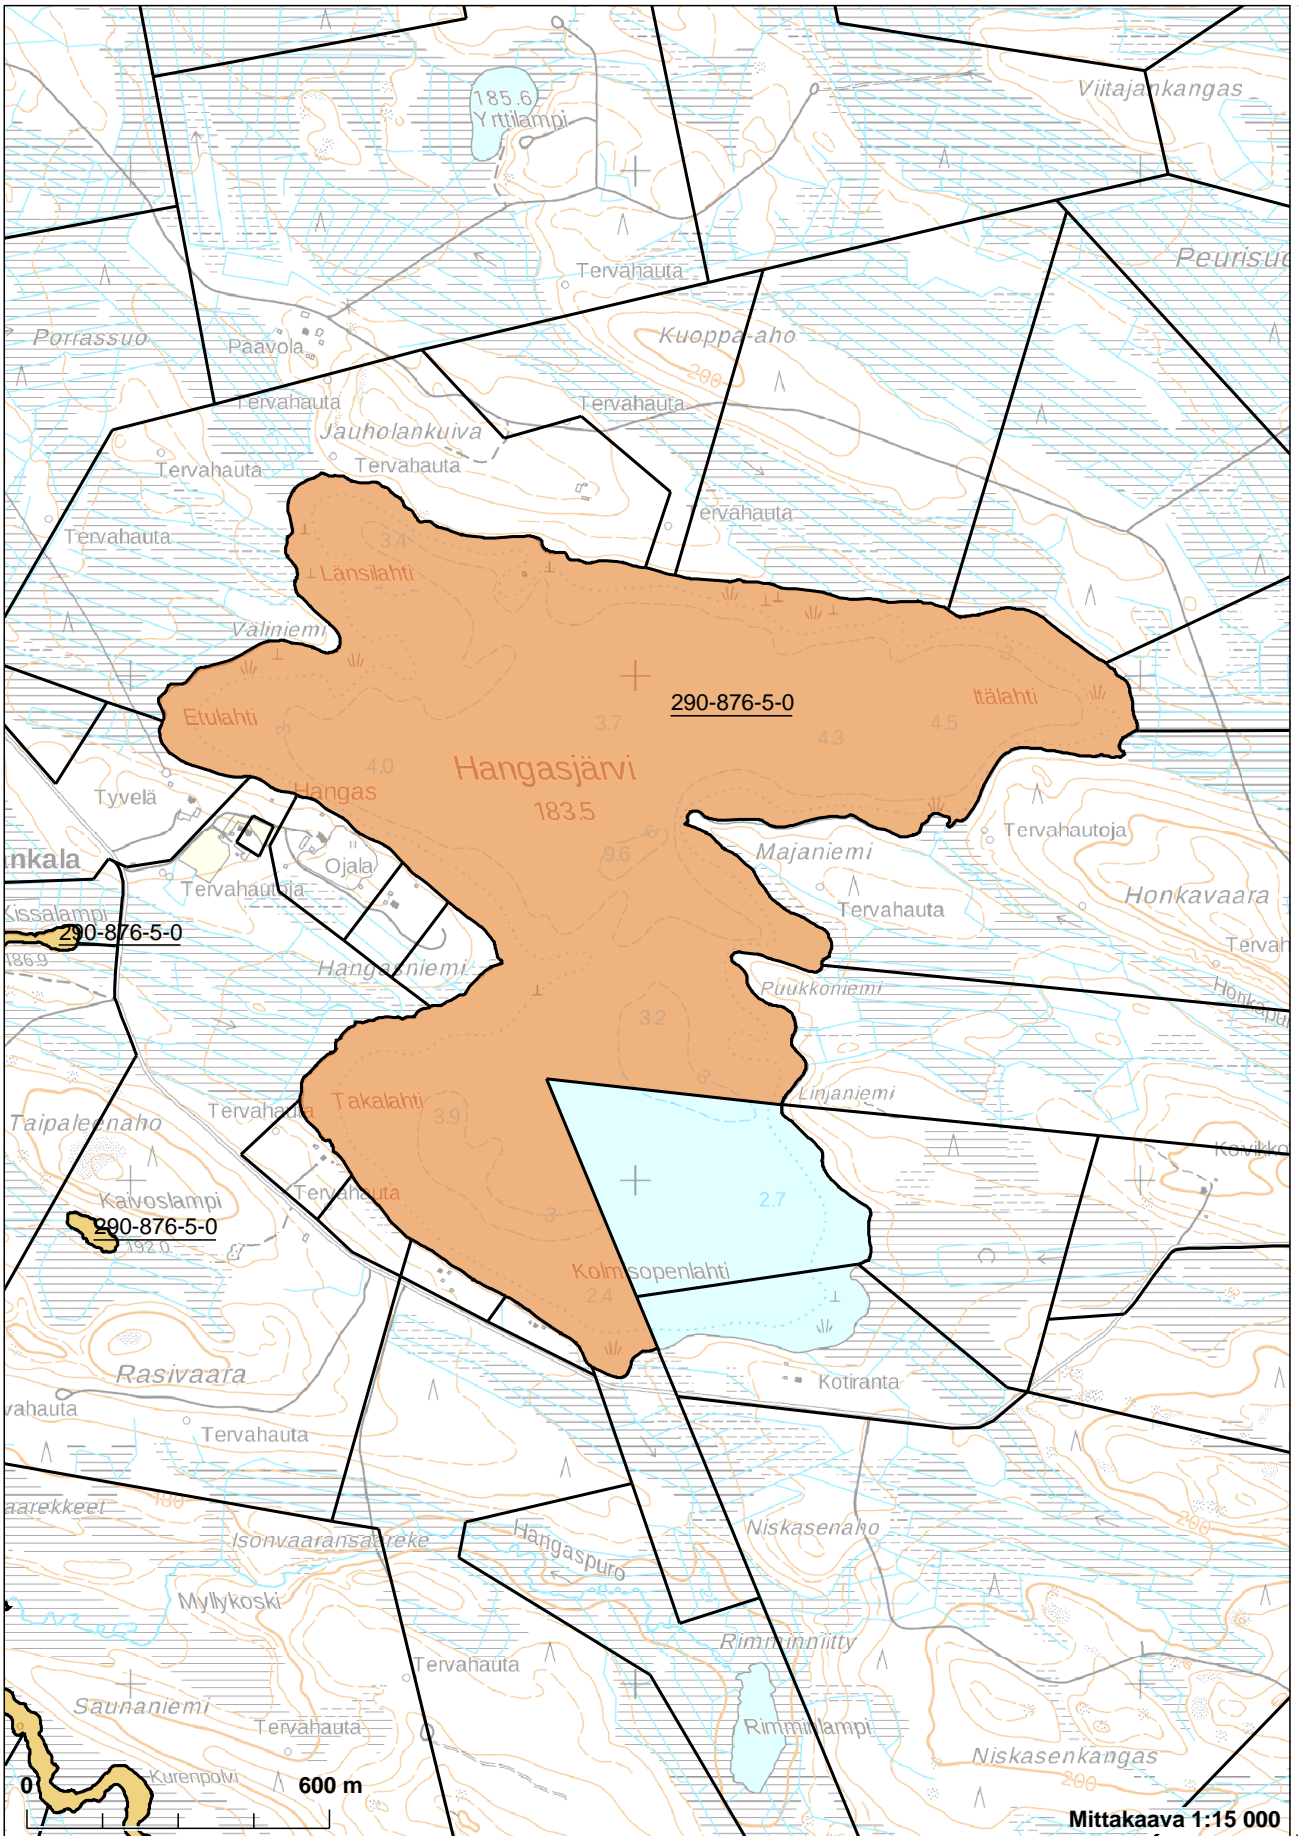 185.6
Yrttilampi
Viitajankangas
Tervahauta
Porrassuo
Paavola
Kuoppa-aho
200
Tervahauta
Tervahauta
Jauholankuiva
Tervahauta
Tervahauta
Tervahauta
Tervahauta
3.4
Länsilahti
Väliniemi
3
290-876-5-0
Itälahti
Etulahti
3
3.7
4.3
4.5
4.0
Hangasjärvi
183.5
Hangas
Tyvelä
6
9.6
Majaniemi
Tervahautoja
Ojala
Tervahautoja
Honkavaara
Tervahauta
Kissalampi
290-876-5-0
186.9
Hangasniemi
Puukkoniemi
3.2
3
Linjaniemi
Takalahti
3.9
Tervahauta
Taipaleenaho
Tervahauta
Kaivoslampi
290-876-5-0
192.0
2.7
3
Kolmisopenlahti
2.4
Rasivaara
Kotiranta
Tervahauta
180
Isonvaaransaareke
Hangaspuro
Niskasenaho
200
Myllykoski
Rimminniitty
Tervahauta
Saunaniemi
Tervahauta
Rimminlampi
Niskasenkangas
200
Kurenpolvi
0
600 m
Mittakaava 1:15 000